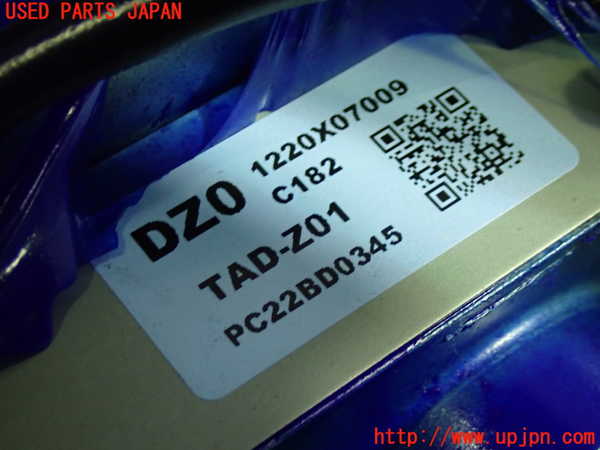 USED PARTS JAPAN
DZ0
1220X07009
C182
TAD-Z01
PC22BD0345
http://www.upjpn.com/